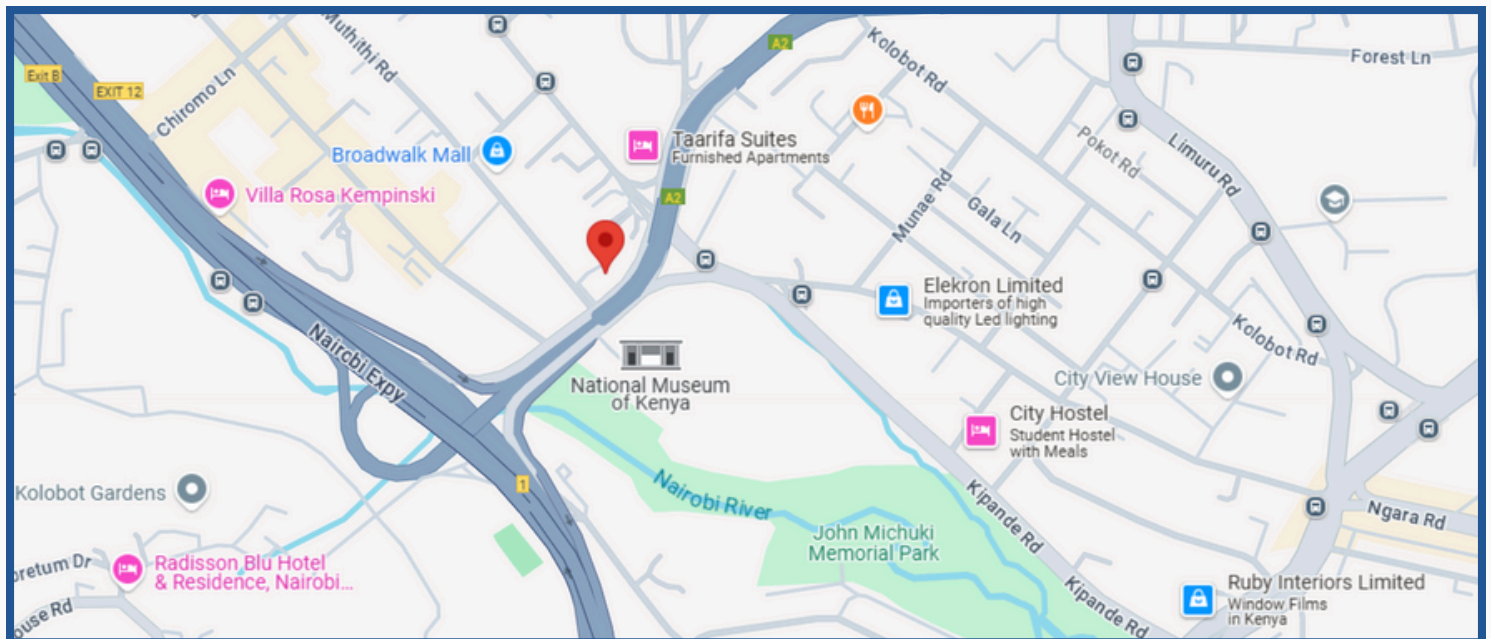 Exit B
EXIT 12
Chiromo Ln
Muthithi Rd
A2
Kolobot Rd
Forest Ln
Broadwalk Mall
Taarifa Suites
Furnished Apartments
Pokot Rd
Limuru Rd
Villa Rosa Kempinski
A2
Munae Rd
Gala Ln
Elekron Limited
Importers of high
quality Led lighting
Nairobi Expy
National Museum
of Kenya
Kolobot Rd
City View House
City Hostel
Student Hostel
with Meals
Kolobot Gardens
1
Nairobi River
John Michuki
Memorial Park
Kipande Rd
Ngara Rd
oretum Dr
Radisson Blu Hotel
& Residence, Nairobi...
ouse Rd
Kipande Rd
Ruby Interiors Limited
Window Films
in Kenya